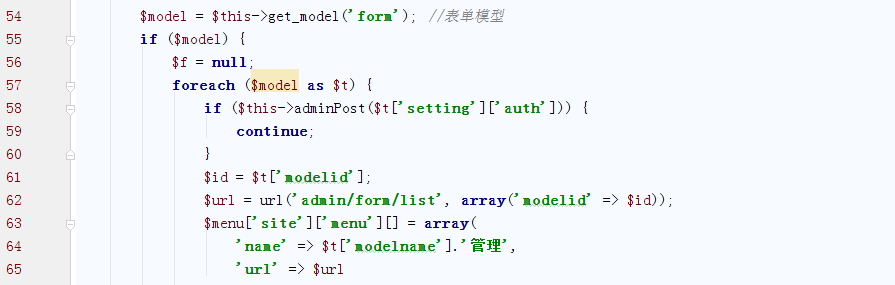 54 $model = $this->get_model('form'); //表单模型
55 if ($model) {
56 $f = null;
57 foreach ($model as $t) {
58 if ($this->adminPost($t['setting']['auth'])) {
59 continue;
60 }
61 $id = $t['modelid'];
62 $url = url('admin/form/list', array('modelid' => $id));
63 $menu['site']['menu'][] = array(
64 'name' => $t['modelname'].'管理',
65 'url' => $url